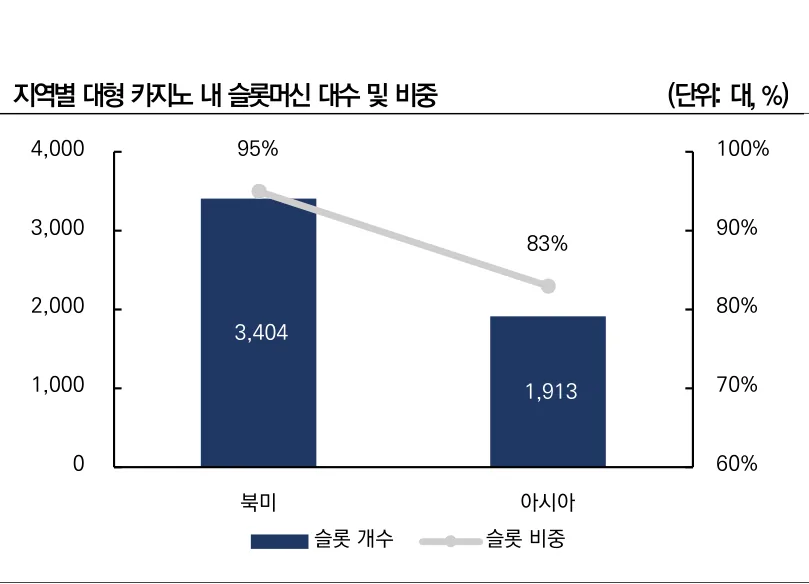 지역별 대형 카지노 내 슬롯머신 대수 및 비중 (단위: 대, %)
4,000 95% 100%
3,000 83% 90%
2,000 80%
3,404
1,000 1,913 70%
0 60%
북미 아시아
슬롯 개수 슬롯 비중